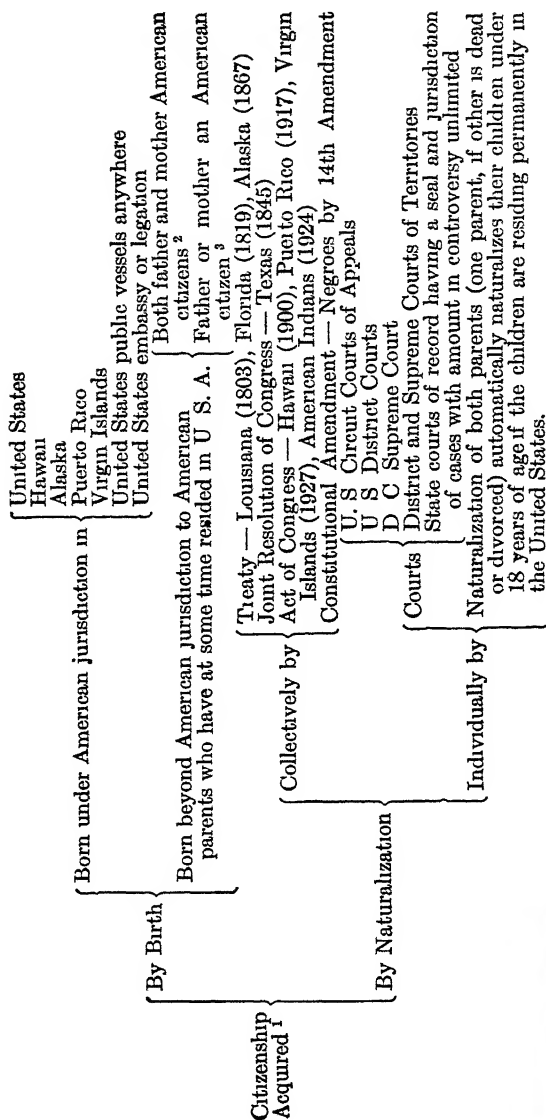 Citizenship
Acquired 1
By Birth
Born under American jurisdiction in
United States
Hawaii
Alaska
Puerto Rico
Virgin Islands
United States public vessels anywhere
United States embassy or legation
Born beyond American jurisdiction to American
parents who have at some time resided in U S. A.
Both father and mother American
citizens 2
Father or mother an American
citizen 3
By Naturalization
Collectively by
Treaty — Louisiana (1803), Florida (1819), Alaska (1867)
Joint Resolution of Congress — Texas (1845)
Act of Congress — Hawaii (1900), Puerto Rico (1917), Virgin
Islands (1927), American Indians (1924)
Constitutional Amendment — Negroes by 14th Amendment
Individually by
Courts
U. S Circuit Courts of Appeals
U S District Courts
D C Supreme Court
District and Supreme Courts of Territories
State courts of record having a seal and jurisdiction
of cases with amount in controversy unlimited
Naturalization of both parents (one parent, if other is dead
or divorced) automatically naturalizes their children under
18 years of age if the children are residing permanently in
the United States.